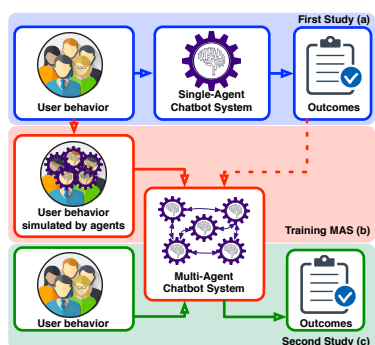 First Study (a)
User behavior
Single-Agent
Chatbot System
Outcomes
User behavior
simulated by agents
Training MAS (b)
Multi-Agent
Chatbot System
User behavior
Outcomes
Second Study (c)